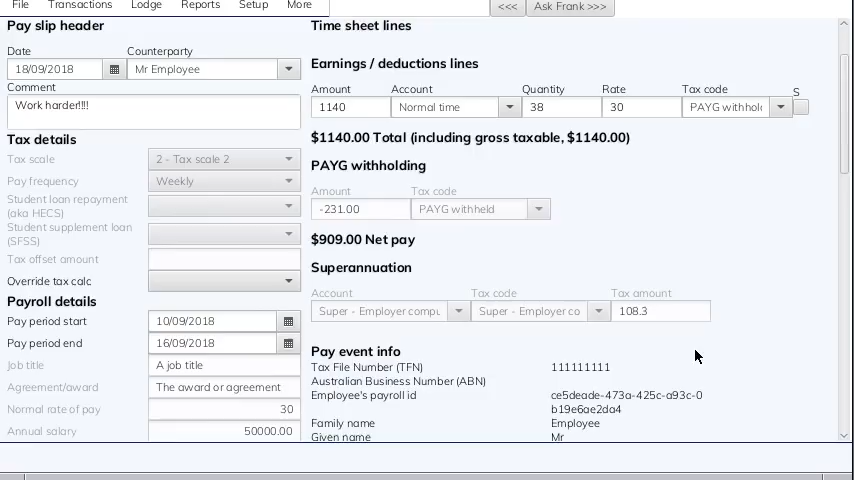 File Transactions Lodge Reports Setup More <<< Ask Frank >>>
Pay slip header
Date Counterparty
18/09/2018 Mr Employee
Comment
Work harder!!!!
Tax details
Tax scale 2 - Tax scale 2
Pay frequency Weekly
Student loan repayment
(aka HECS)
Student supplement loan
(SFSS)
Tax offset amount
Override tax calc
Payroll details
Pay period start 10/09/2018
Pay period end 16/09/2018
Job title A job title
Agreement/award The award or agreement
Normal rate of pay 30
Annual salary 50000.00
Time sheet lines
Earnings / deductions lines
Amount Account Quantity Rate Tax code S
1140 Normal time 38 30 PAYG withhol
$1140.00 Total (including gross taxable, $1140.00)
PAYG withholding
Amount Tax code
-231.00 PAYG withheld
$909.00 Net pay
Superannuation
Account Tax code Tax amount
Super - Employer compu Super - Employer co 108.3
Pay event info
Tax File Number (TFN) 111111111
Australian Business Number (ABN)
Employee's payroll id ce5deade-473a-425c-a93c-0
b19e6ae2da4
Family name Employee
Given name Mr